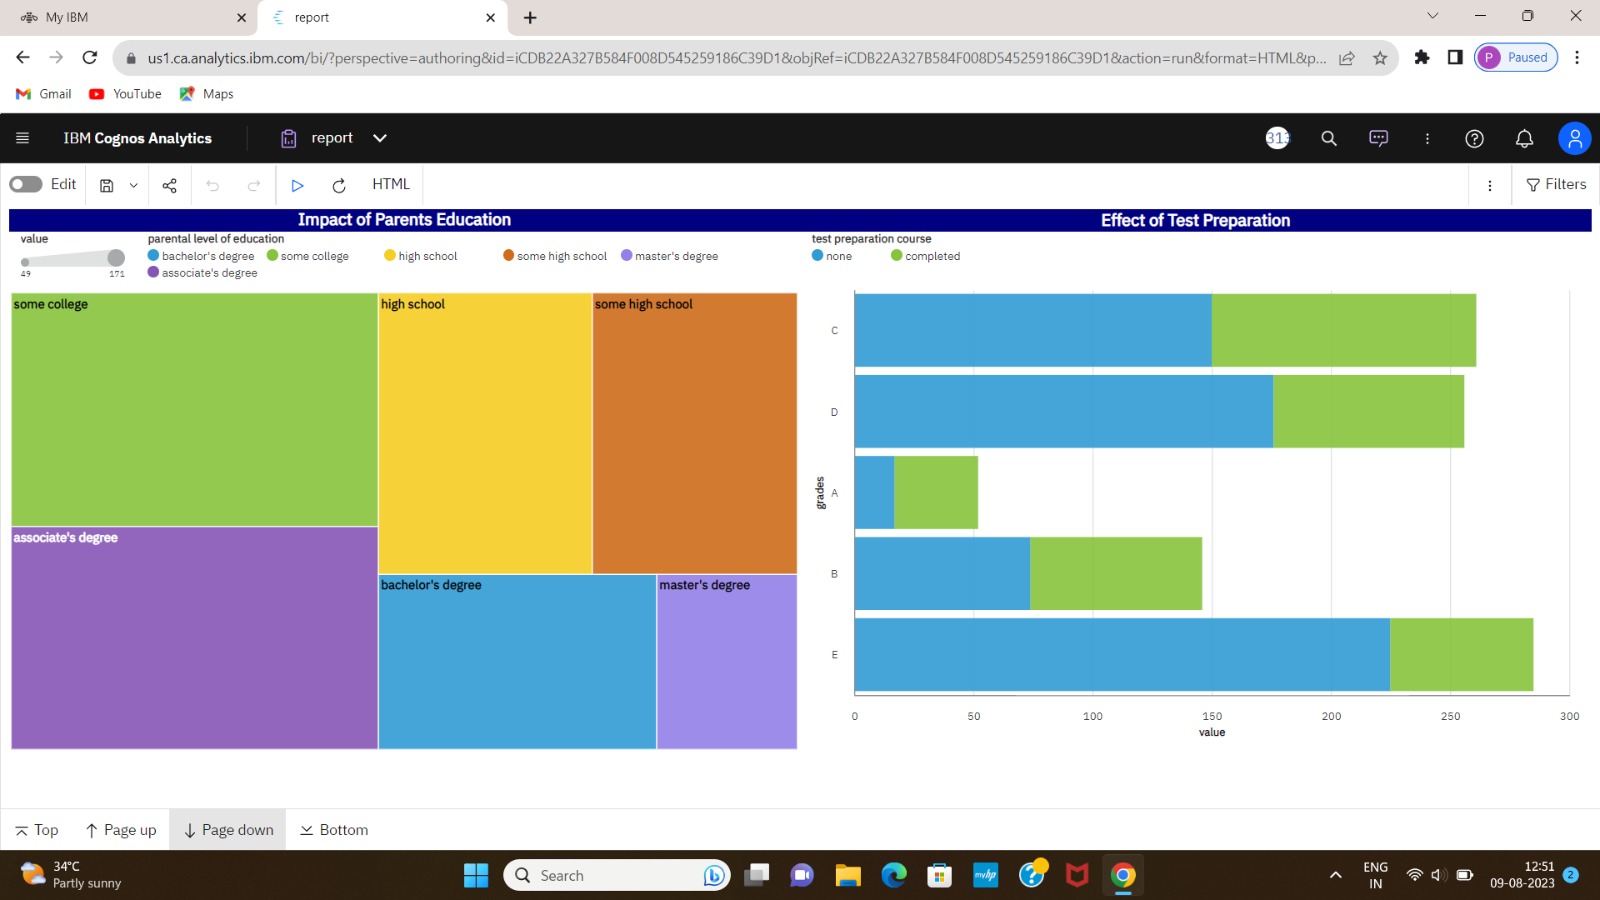 My IBM
report
us1.ca.analytics.ibm.com/bi/?perspective=authoring&id=iCDB22A327B584F008D545259186C39D1&objRef=iCDB22A327B584F008D545259186C39D1&action=run&format=HTML&p...
P Paused
Gmail YouTube Maps
IBM Cognos Analytics
report
313
Edit
HTML
Filters
Impact of Parents Education
value
49 171
parental level of education
bachelor's degree some college high school some high school master's degree
associate's degree
some college
high school
some high school
associate's degree
bachelor's degree
master's degree
Effect of Test Preparation
test preparation course
none completed
grades
C
D
A
B
E
0 50 100 150 200 250 300
value
Top Page up Page down Bottom
34°C
Partly sunny
Search
myhp
ENG
IN
12:51
09-08-2023
2